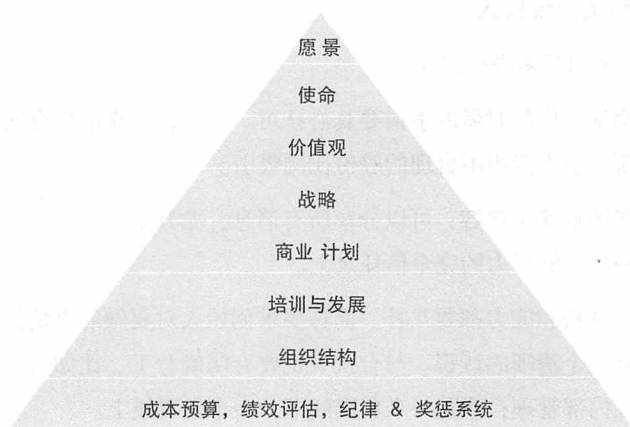 愿景
使命
价值观
战略
商业 计划
培训与发展
组织结构
成本预算，绩效评估，纪律 & 奖惩系统